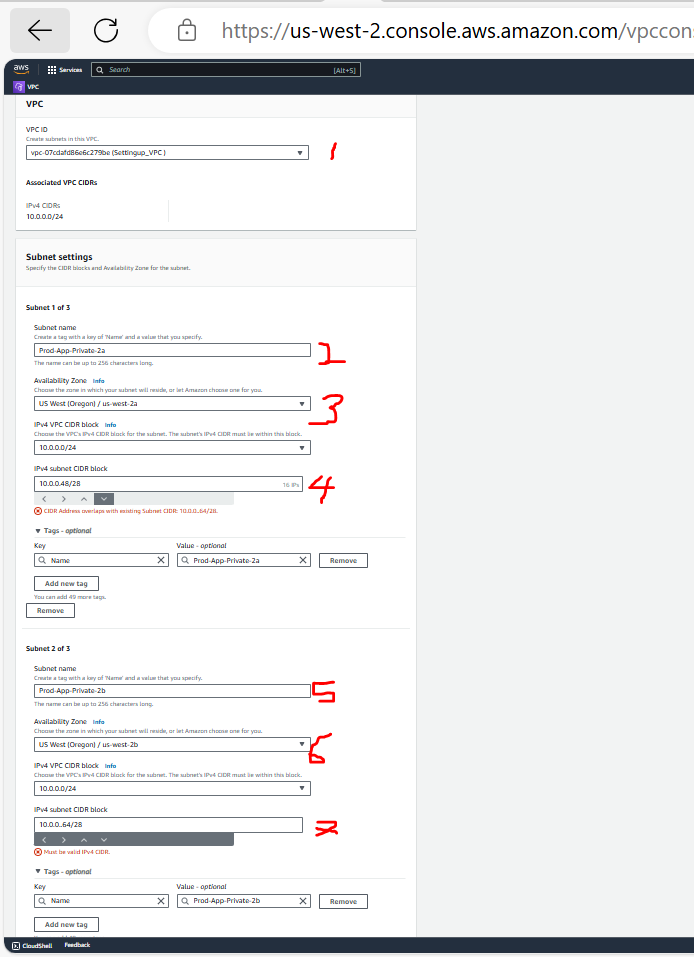 https://us-west-2.console.aws.amazon.com/vpccon
aws Services Search [Alt+S]
VPC
VPC
VPC ID
Create subnets in this VPC.
vpc-07cdafd86e6c279be (Settingup_VPC ) 1
Associated VPC CIDRs
IPv4 CIDRs
10.0.0.0/24
Subnet settings
Specify the CIDR blocks and Availability Zone for the subnet.
Subnet 1 of 3
Subnet name
Create a tag with a key of 'Name' and a value that you specify.
Prod-App-Private-2a 2
The name can be up to 256 characters long.
Availability Zone Info
Choose the zone in which your subnet will reside, or let Amazon choose one for you.
US West (Oregon) / us-west-2a 3
IPv4 VPC CIDR block Info
Choose the VPC's IPv4 CIDR block for the subnet. The subnet's IPv4 CIDR must lie within this block.
10.0.0.0/24
IPv4 subnet CIDR block
10.0.0.48/28 16 IPs 4
CIDR Address overlaps with existing Subnet CIDR: 10.0.0..64/28.
Tags - optional
Key Value - optional
Name Prod-App-Private-2a Remove
Add new tag
You can add 49 more tags.
Remove
Subnet 2 of 3
Subnet name
Create a tag with a key of 'Name' and a value that you specify.
Prod-App-Private-2b 5
The name can be up to 256 characters long.
Availability Zone Info
Choose the zone in which your subnet will reside, or let Amazon choose one for you.
US West (Oregon) / us-west-2b 6
IPv4 VPC CIDR block Info
Choose the VPC's IPv4 CIDR block for the subnet. The subnet's IPv4 CIDR must lie within this block.
10.0.0.0/24
IPv4 subnet CIDR block
10.0.0..64/28 7
Must be valid IPv4 CIDR.
Tags - optional
Key Value - optional
Name Prod-App-Private-2b Remove
Add new tag
CloudShell Feedback